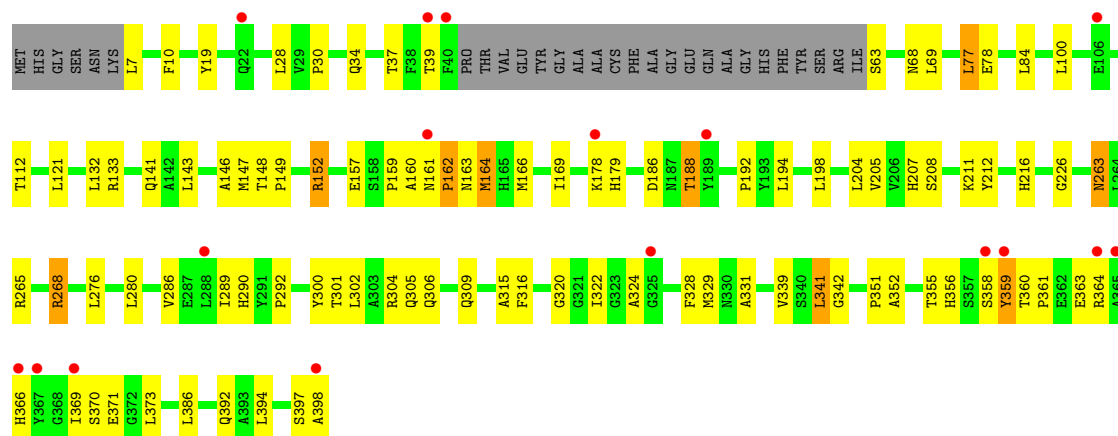 MET HIS GLY SER ASN LYS L7 F10 Y19 Q22 L28 V29 P30 Q34 T37 F38 T39 F40 PRO THR VAL GLU TYR GLY ALA ALA CYS PHE ALA GLY GLU GLN ALA GLY HIS PHE TYR SER ARG ILE S63 N68 L69 L77 E78 L84 L100 E106
T112 L121 L132 R133 Q141 A142 L143 A146 M147 T148 P149 R152 E157 S158 P159 A160 N161 P162 N163 M164 H165 M166 I169 K178 H179 D186 N187 T188 Y189 P192 Y193 L194 L198 L204 V205 V206 H207 S208 K211 Y212 H216 G226 N263 L264
R265 R268 L276 L280 V286 E287 L288 I289 H290 Y291 P292 Y300 T301 L302 A303 R304 Q305 Q306 Q309 A315 F316 G320 G321 I322 G323 A324 G325 F328 M329 N330 A331 V339 S340 L341 G342 P351 A352 T355 H356 S357 S358 Y359 T360 P361 E362 E363 R364 A365
H366 Y367 G368 I369 S370 E371 G372 L373 L386 Q392 A393 L394 S397 A398